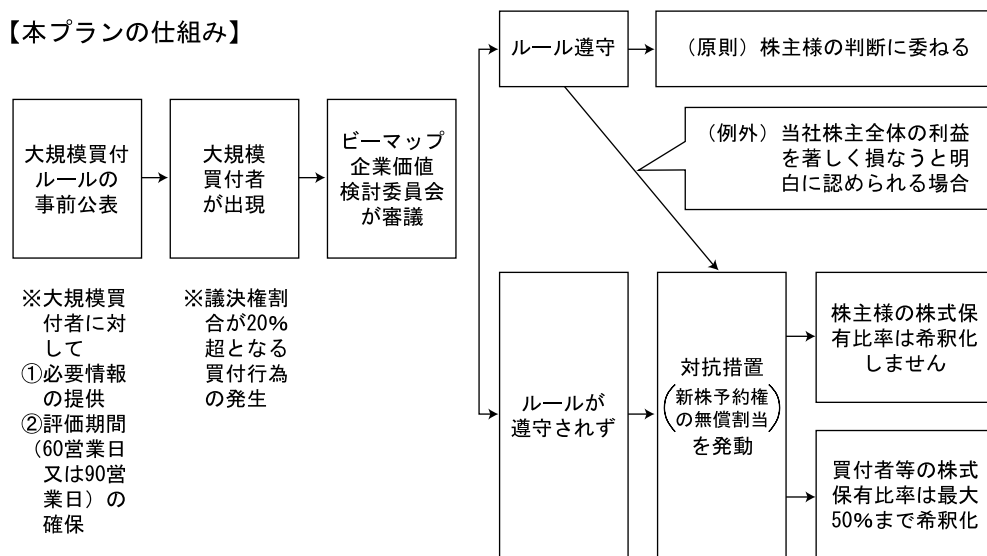 【本プランの仕組み】
大規模買付
ルールの
事前公表
大規模
買付者
が出現
ビーマップ
企業価値
検討委員会
が審議
ルール遵守
（原則）株主様の判断に委ねる
（例外）当社株主全体の利益
を著しく損なうと明
白に認められる場合
※大規模買
付者に対
して
①必要情報
の提供
②評価期間
（60営業日
又は90営
業日）の
確保
※議決権割
合が20%
超となる
買付行為
の発生
ルールが
遵守されず
対抗措置
(新株予約権
の無償割当)
を発動
株主様の株式保
有比率は希釈化
しません
買付者等の株式
保有比率は最大
50%まで希釈化